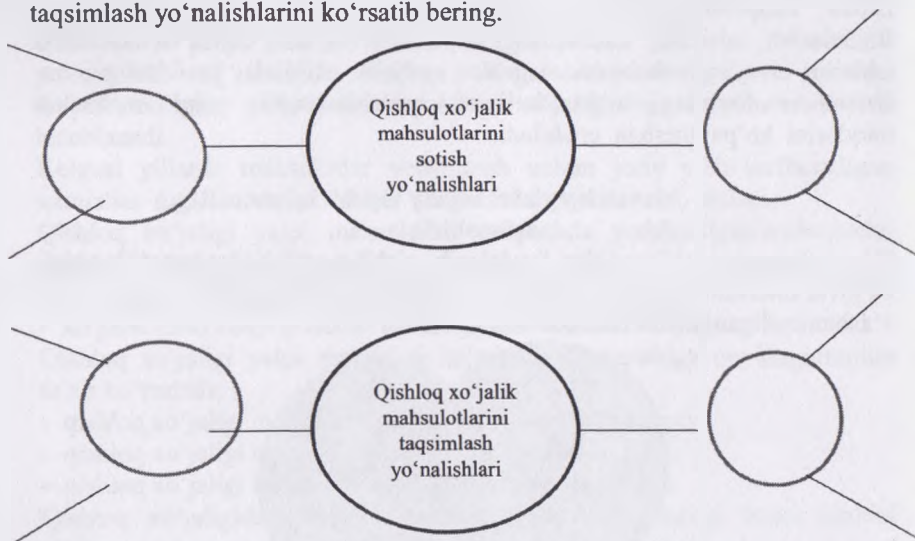 taqsimlash yo‘nalishlarini ko‘rsatib bering.
Qishloq xo‘jalik
mahsulotlarini
sotish
yo‘nalishlari
Qishloq xo‘jalik
mahsulotlarini
taqsimlash
yo‘nalishlari